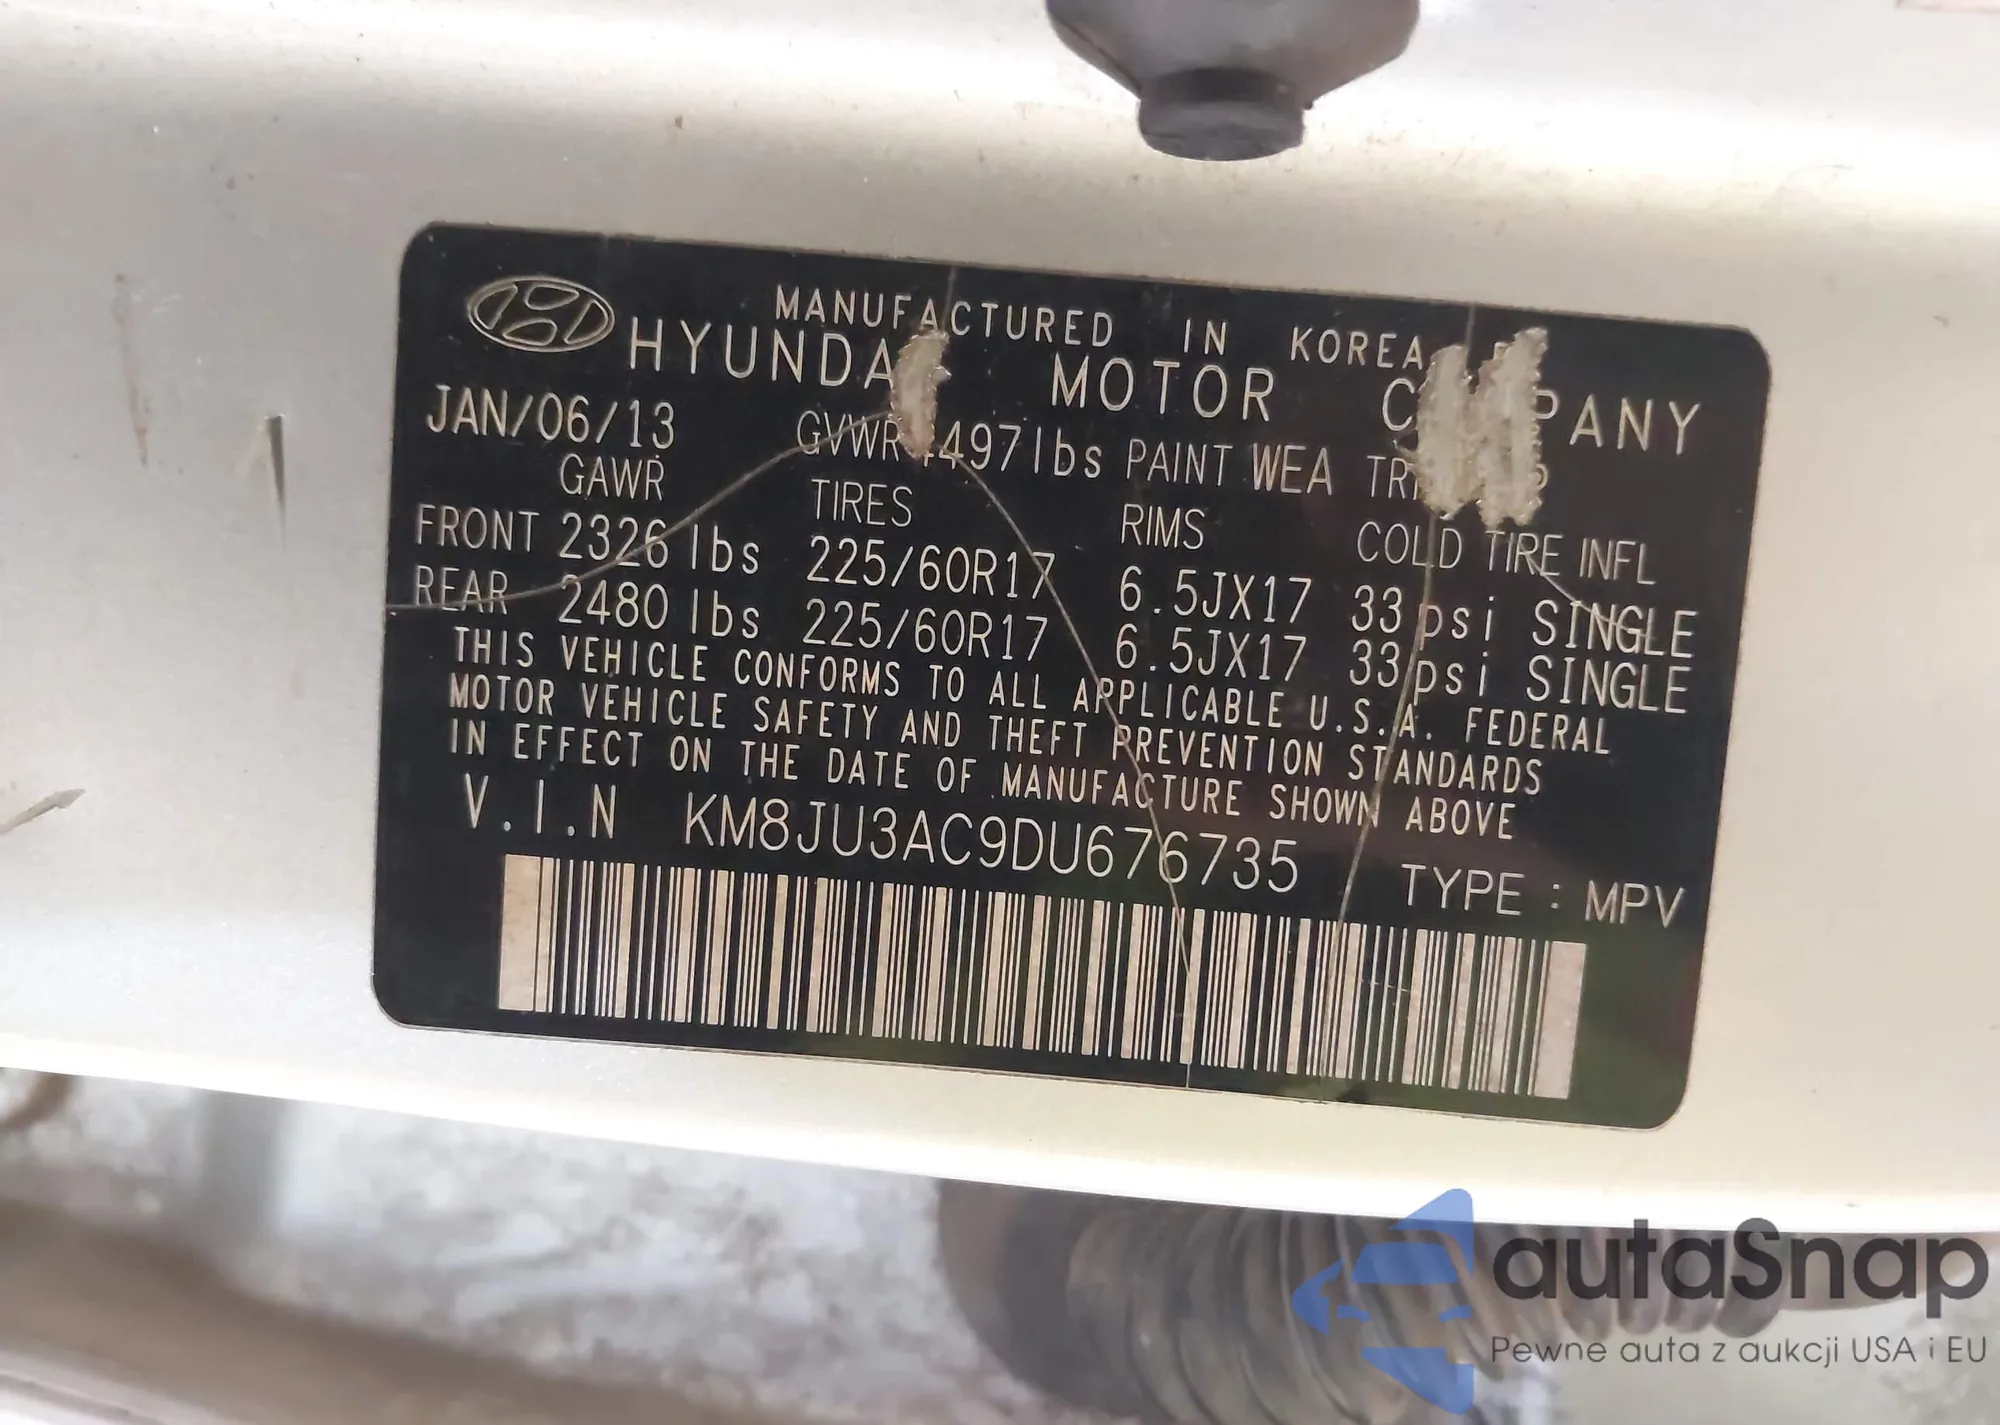 MANUFACTURED IN KOREA
HYUNDAI MOTOR COMPANY
JAN/06/13 GVWR 4497lbs PAINT WEA
GAWR TIRES RIMS COLD TIRE INFL
FRONT 2326 lbs 225/60R17 6.5JX17 33psi SINGLE
REAR 2480 lbs 225/60R17 6.5JX17 33psi SINGLE
THIS VEHICLE CONFORMS TO ALL APPLICABLE U.S.A. FEDERAL
MOTOR VEHICLE SAFETY AND THEFT PREVENTION STANDARDS
IN EFFECT ON THE DATE OF MANUFACTURE SHOWN ABOVE
V.I.N KM8JU3AC9DU676735 TYPE : MPV
autaSnap
Pewne auta z aukcji USA i EU